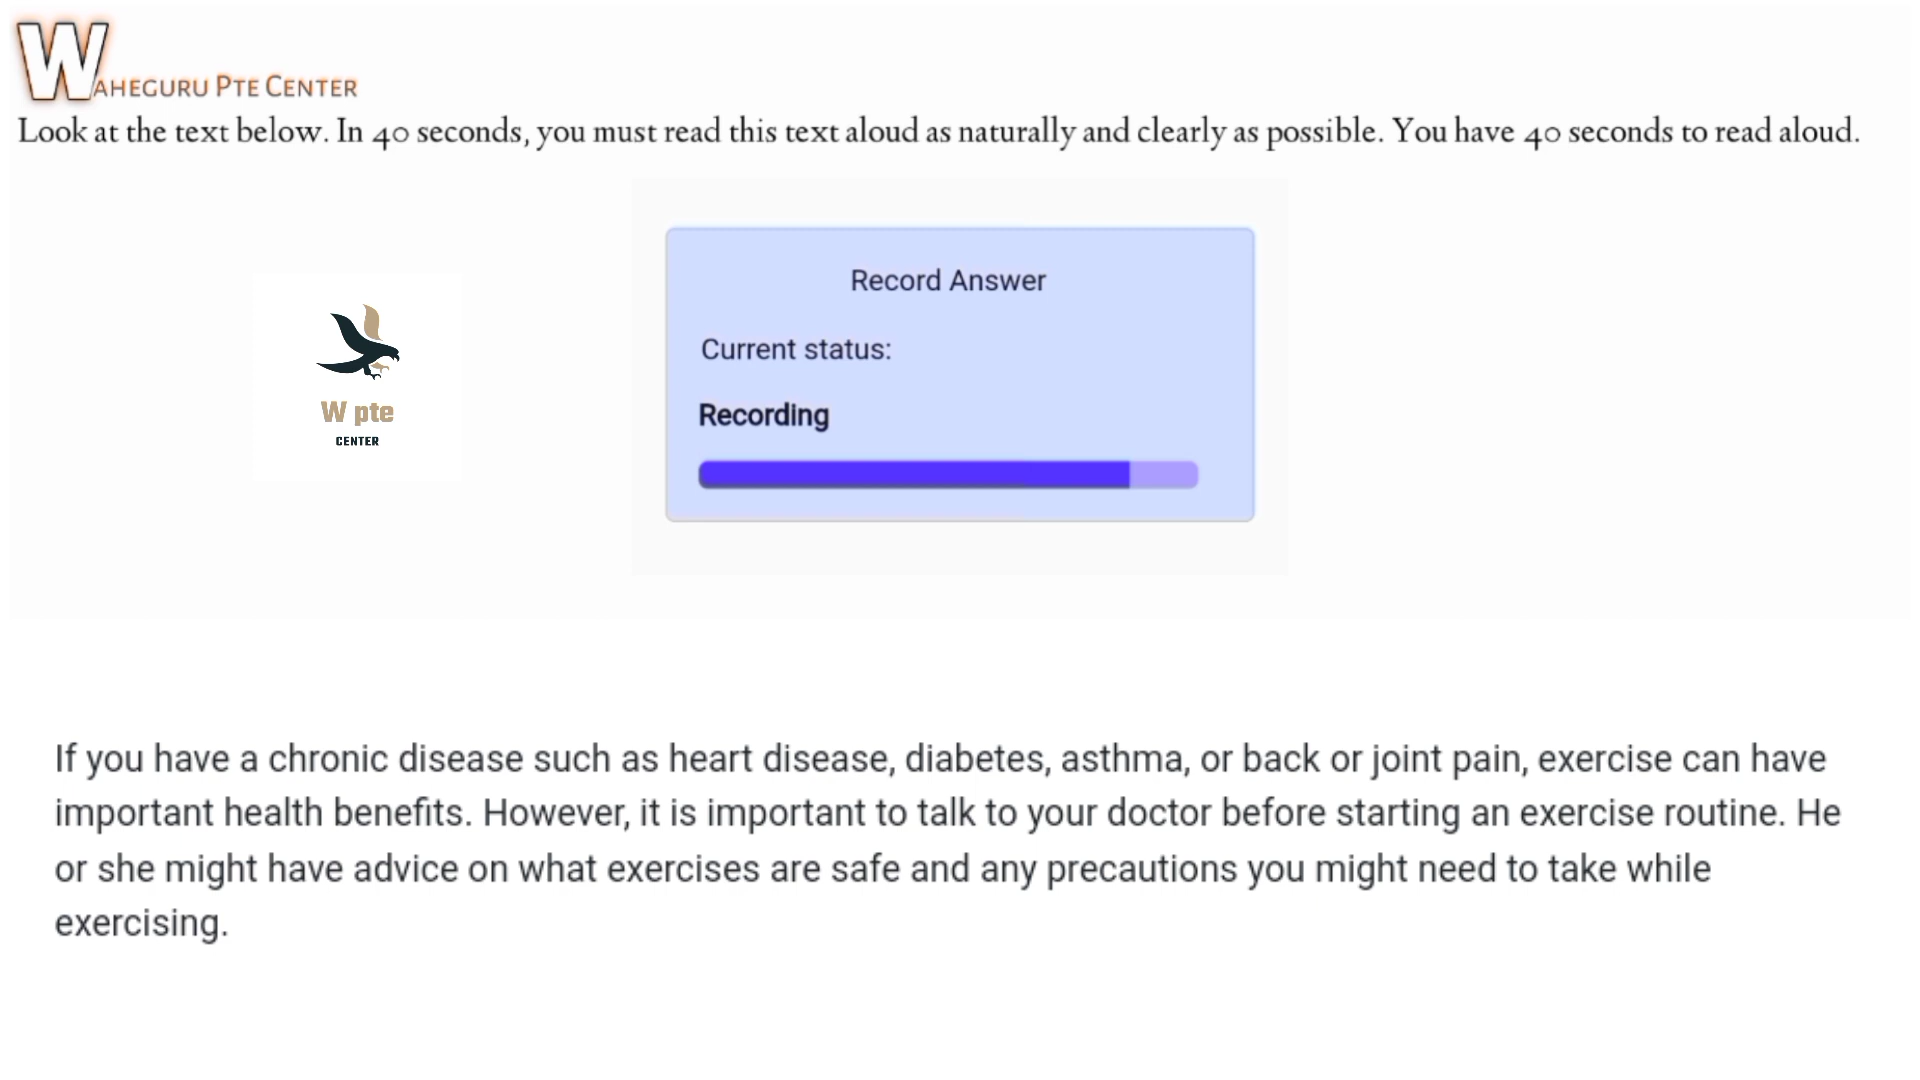 WAHEGURU PTE CENTER
Look at the text below. In 40 seconds, you must read this text aloud as naturally and clearly as possible. You have 40 seconds to read aloud.
Record Answer
Current status:
Recording
W pte
CENTER
If you have a chronic disease such as heart disease, diabetes, asthma, or back or joint pain, exercise can have
important health benefits. However, it is important to talk to your doctor before starting an exercise routine. He
or she might have advice on what exercises are safe and any precautions you might need to take while
exercising.